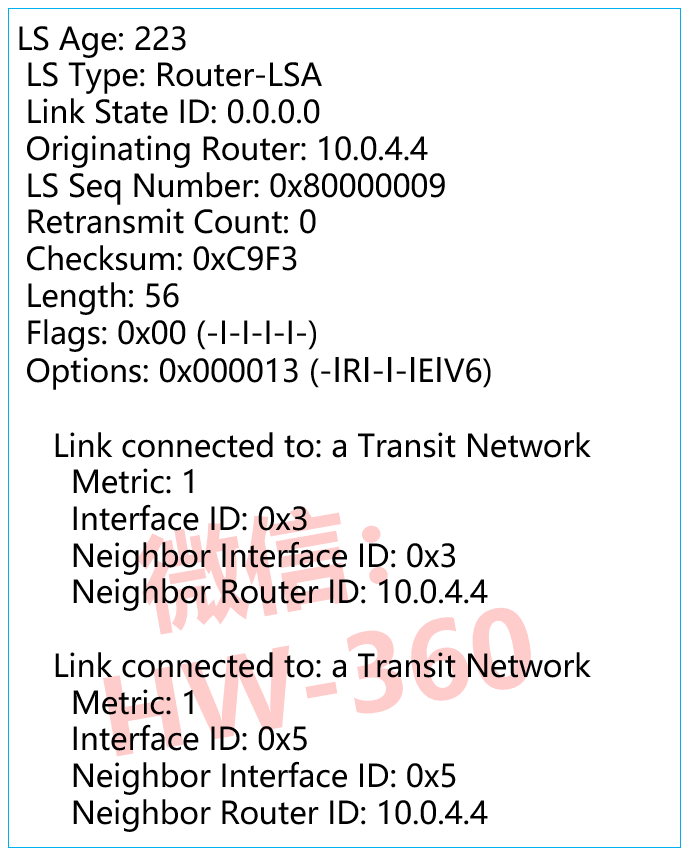 LS Age: 223
LS Type: Router-LSA
Link State ID: 0.0.0.0
Originating Router: 10.0.4.4
LS Seq Number: 0x80000009
Retransmit Count: 0
Checksum: 0xC9F3
Length: 56
Flags: 0x00 (-|-|-|-|-)
Options: 0x000013 (-|R|-|-|E|V6)
Link connected to: a Transit Network
Metric: 1
Interface ID: 0x3
Neighbor Interface ID: 0x3
Neighbor Router ID: 10.0.4.4
Link connected to: a Transit Network
Metric: 1
Interface ID: 0x5
Neighbor Interface ID: 0x5
Neighbor Router ID: 10.0.4.4
微信:
HW-360